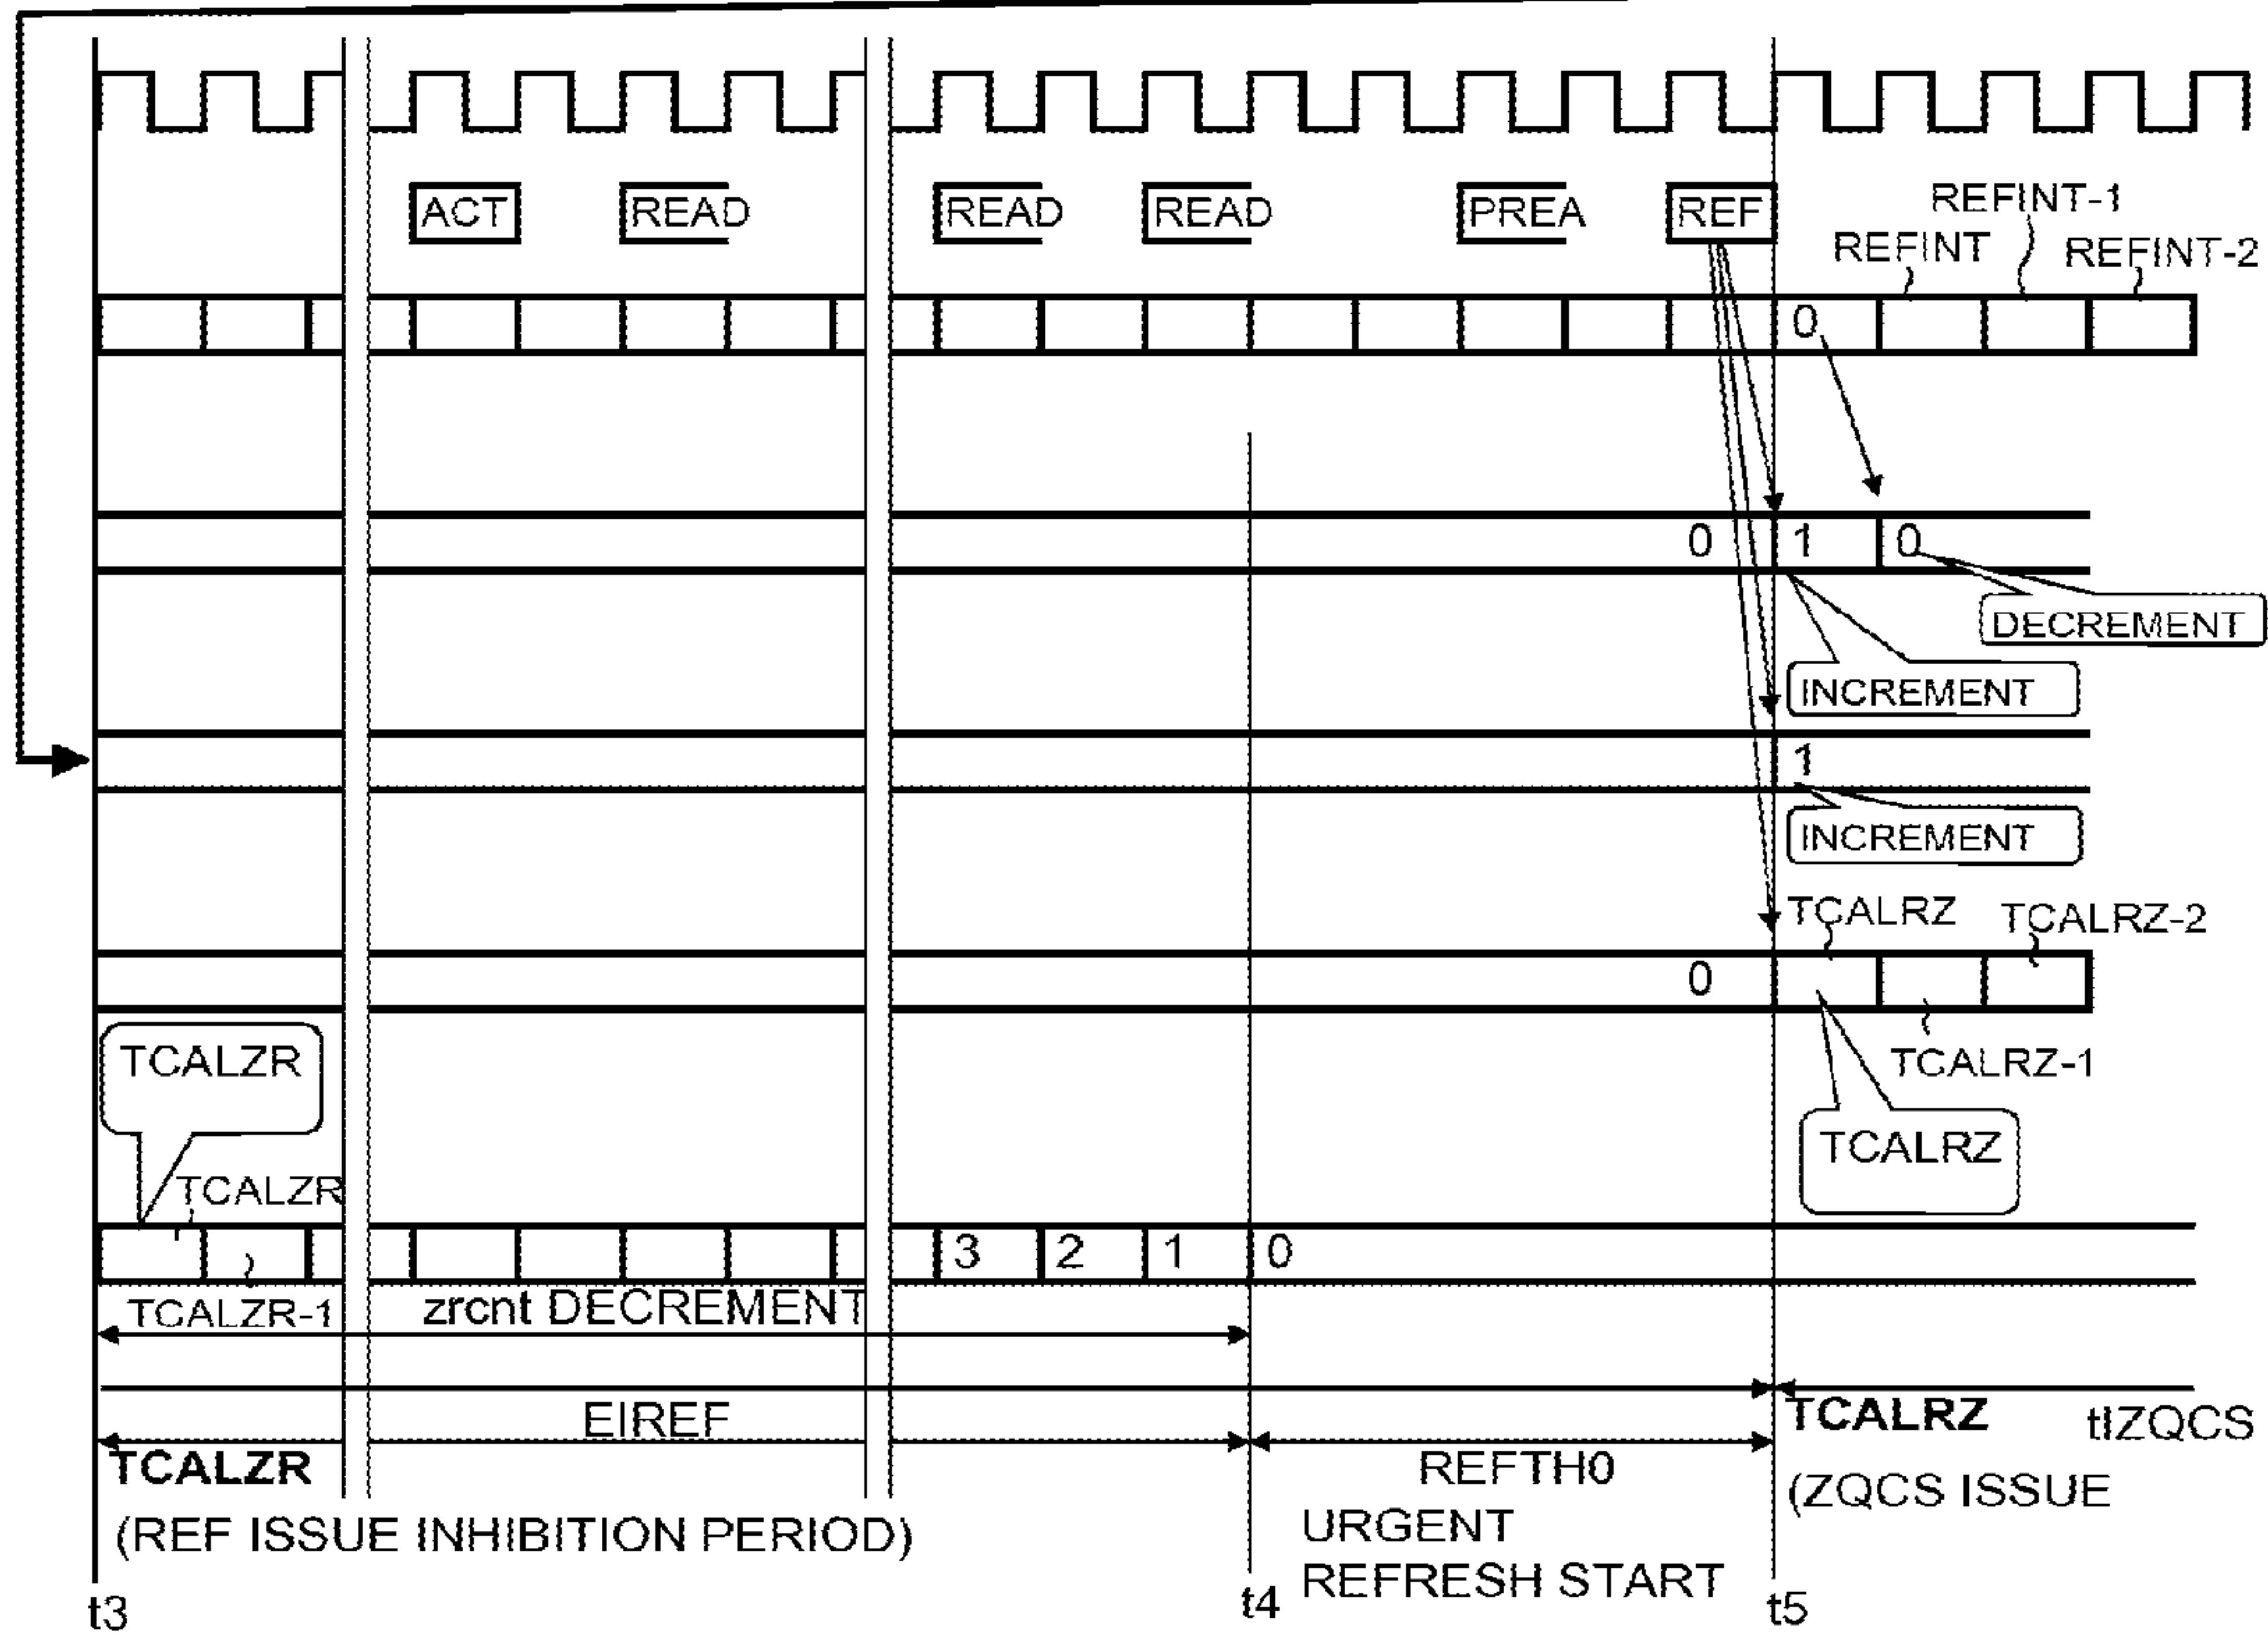 ACT READ READ READ PREA REF
REFINT-1
REFINT REFINT-2
0
0 1 0
DECREMENT
INCREMENT
1
INCREMENT
TCALRZ TCALRZ-2
0
TCALZR
TCALRZ-1
TCALRZ
TCALZR
3 2 1 0
TCALZR-1 zrcnt DECREMENT
EIREF
TCALRZ tIZQCS
TCALZR
REFTH0
(ZQCS ISSUE
(REF ISSUE INHIBITION PERIOD)
URGENT
REFRESH START
t3 t4 t5